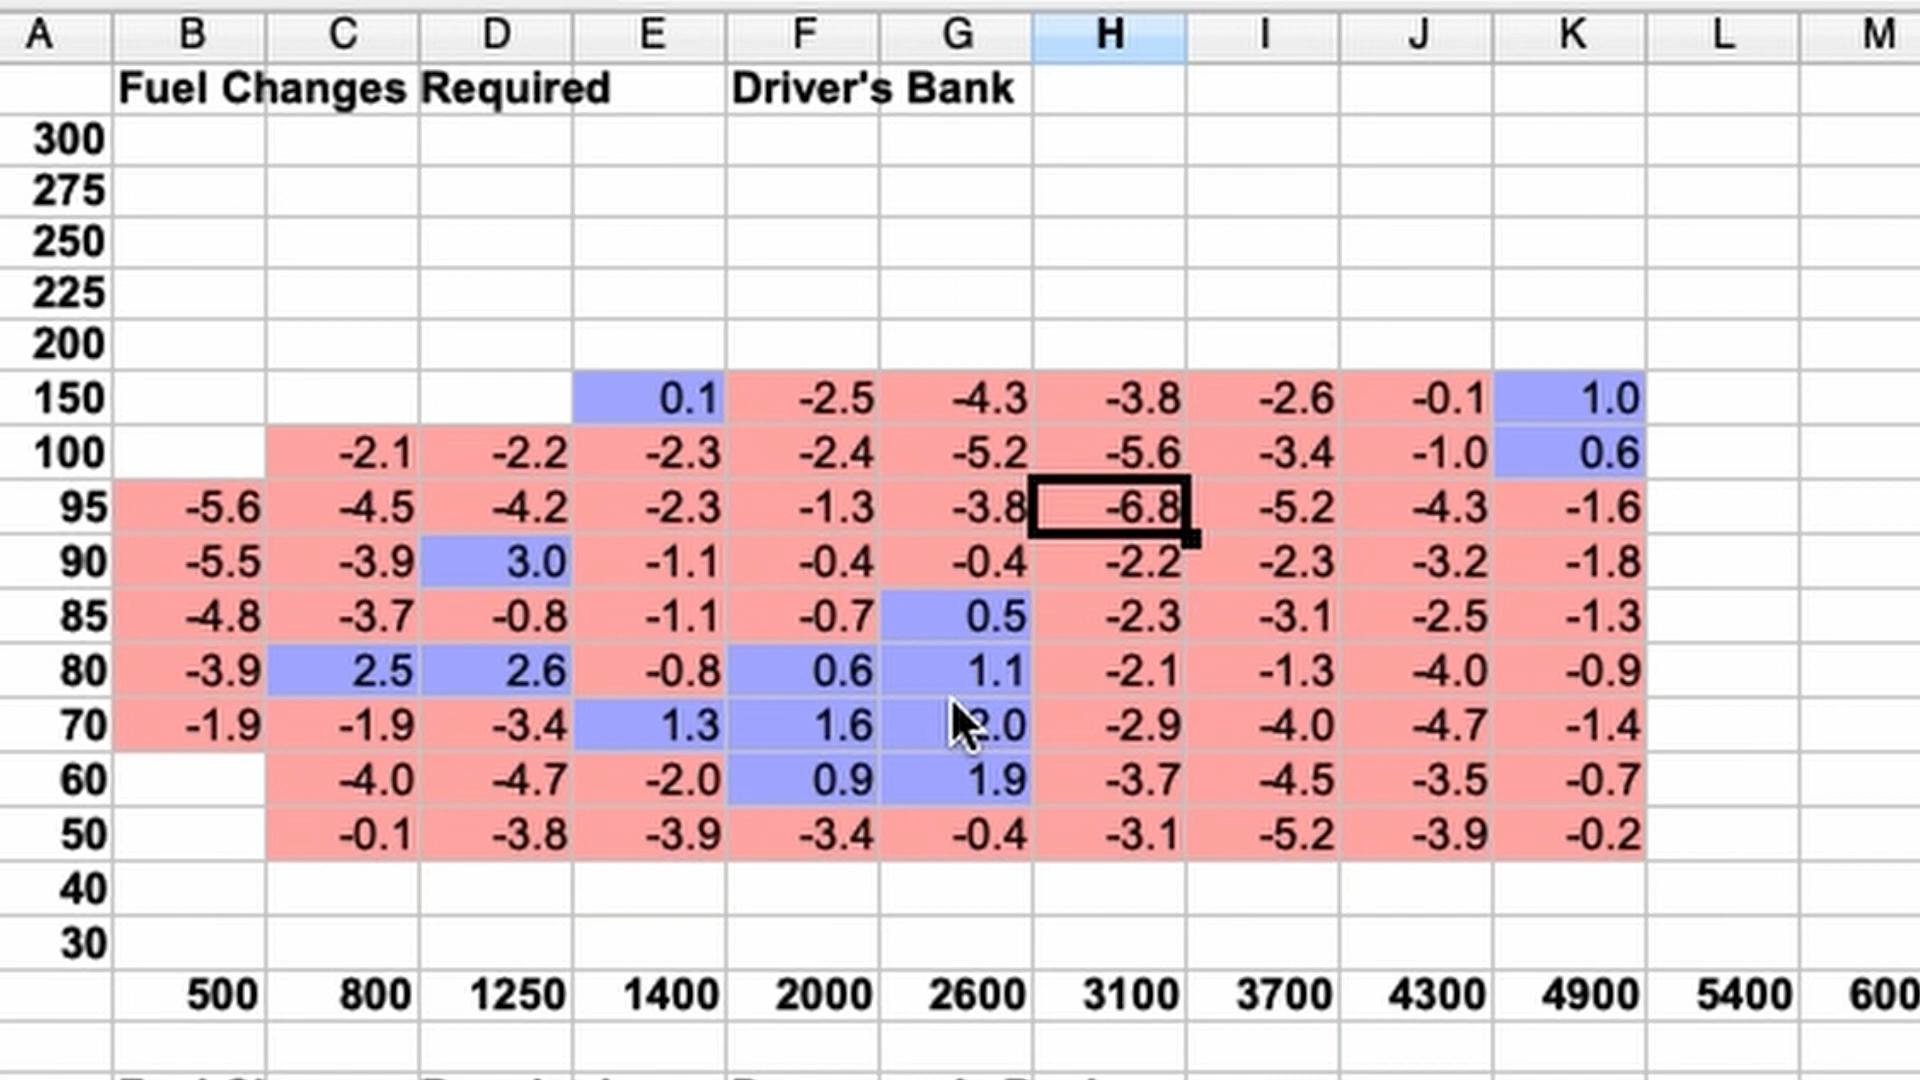 A B C D E F G H I J K L M
Fuel Changes Required Driver's Bank
300
275
250
225
200
150 0.1 -2.5 -4.3 -3.8 -2.6 -0.1 1.0
100 -2.1 -2.2 -2.3 -2.4 -5.2 -5.6 -3.4 -1.0 0.6
95 -5.6 -4.5 -4.2 -2.3 -1.3 -3.8 -6.8 -5.2 -4.3 -1.6
90 -5.5 -3.9 3.0 -1.1 -0.4 -0.4 -2.2 -2.3 -3.2 -1.8
85 -4.8 -3.7 -0.8 -1.1 -0.7 0.5 -2.3 -3.1 -2.5 -1.3
80 -3.9 2.5 2.6 -0.8 0.6 1.1 -2.1 -1.3 -4.0 -0.9
70 -1.9 -1.9 -3.4 1.3 1.6 2.0 -2.9 -4.0 -4.7 -1.4
60 -4.0 -4.7 -2.0 0.9 1.9 -3.7 -4.5 -3.5 -0.7
50 -0.1 -3.8 -3.9 -3.4 -0.4 -3.1 -5.2 -3.9 -0.2
40
30
500 800 1250 1400 2000 2600 3100 3700 4300 4900 5400 600